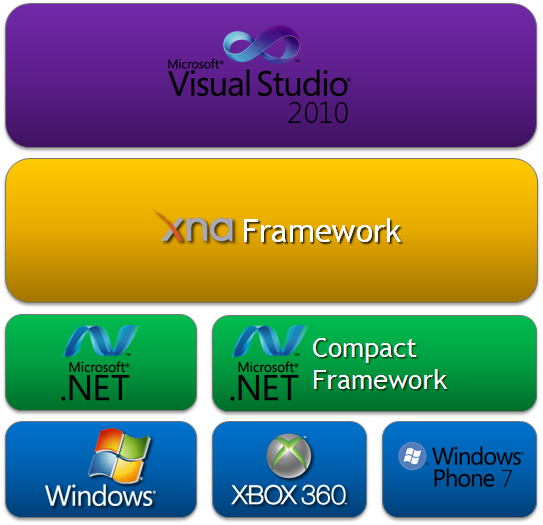 Microsoft®
Visual Studio®
2010
xna Framework
Microsoft®
.NET
Microsoft®
.NET
Compact
Framework
Windows®
XBOX 360®
Windows®
Phone 7